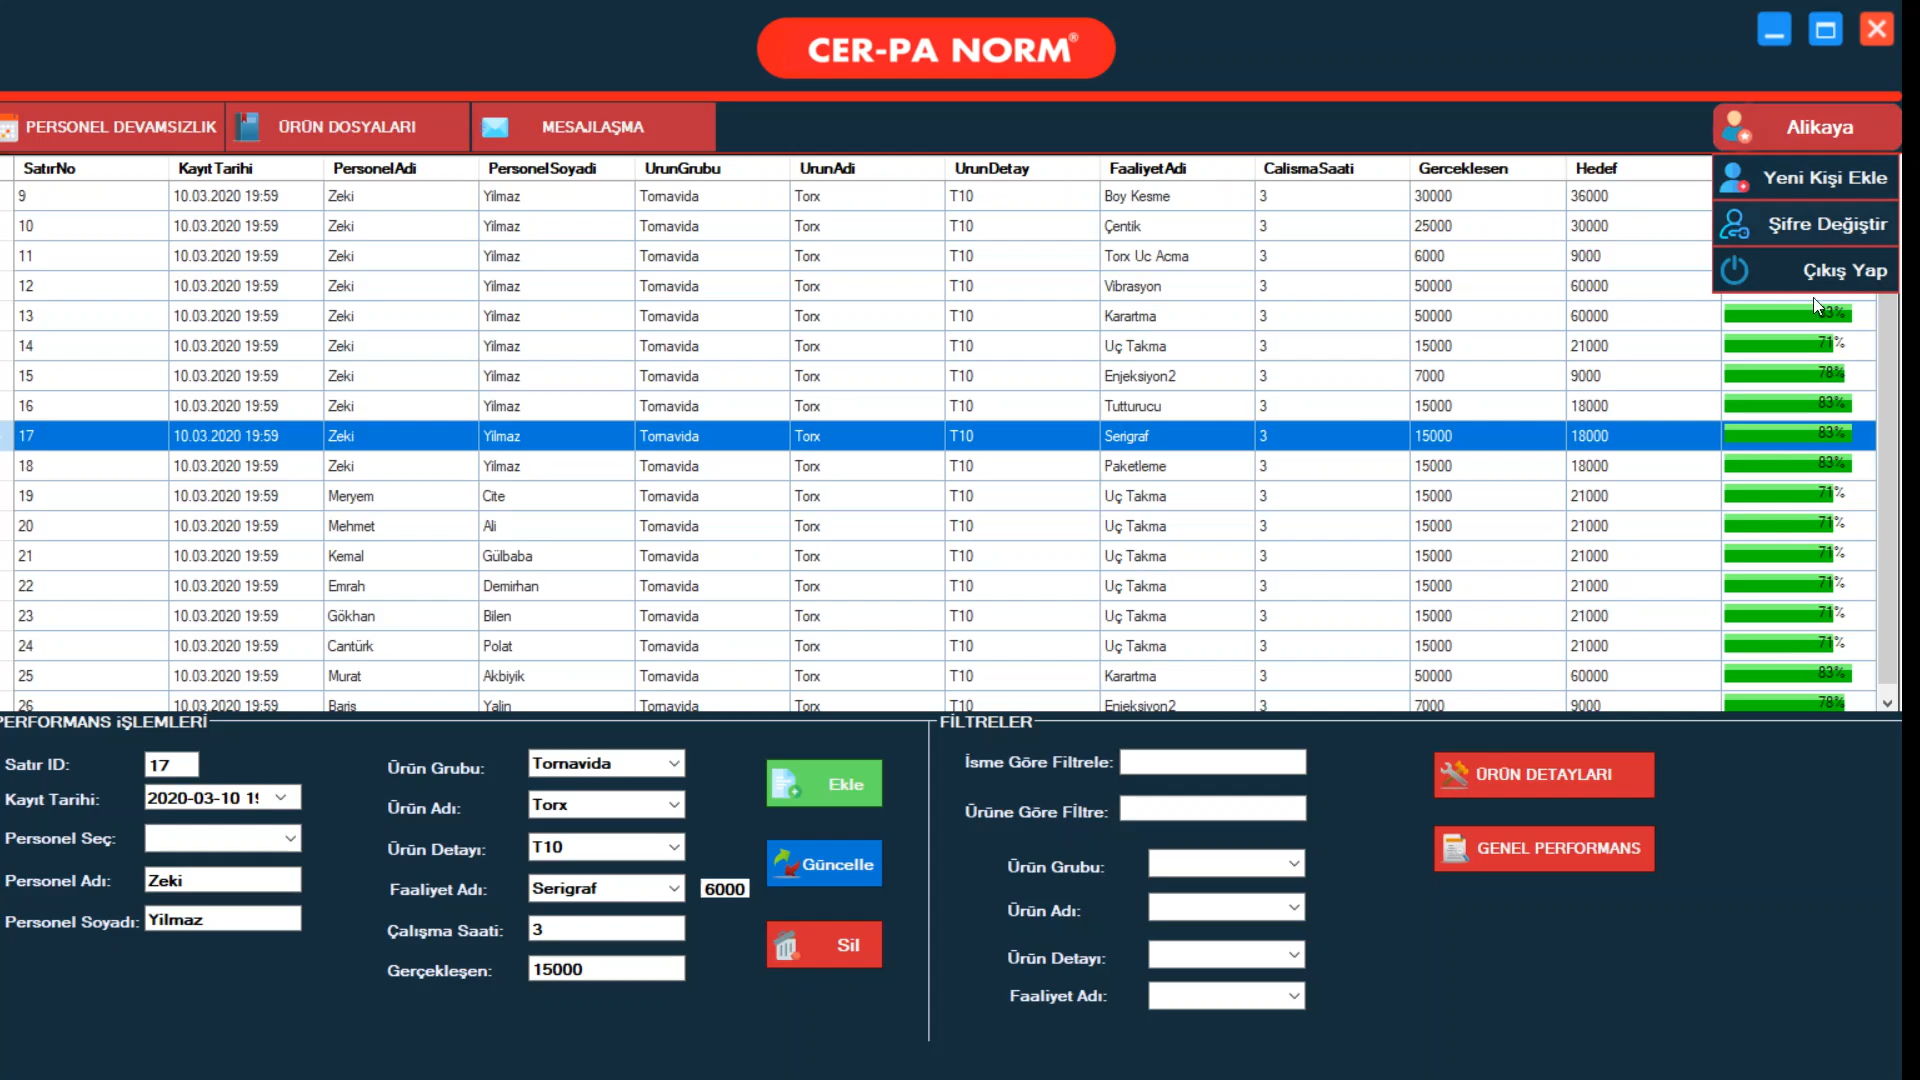 CER-PA NORM®
PERSONEL DEVAMSIZLIK ÜRÜN DOSYALARI MESAJLAŞMA Alikaya
Yeni Kişi Ekle
Şifre Değiştir
Çıkış Yap
SatırNo Kayıt Tarihi PersonelAdi PersonelSoyadi UrunGrubu UrunAdi UrunDetay FaaliyetAdi CalismaSaati Gerceklesen Hedef
9 10.03.2020 19:59 Zeki Yilmaz Tornavida Torx T10 Boy Kesme 3 30000 36000
10 10.03.2020 19:59 Zeki Yilmaz Tornavida Torx T10 Çentik 3 25000 30000
11 10.03.2020 19:59 Zeki Yilmaz Tornavida Torx T10 Torx Uc Acma 3 6000 9000
12 10.03.2020 19:59 Zeki Yilmaz Tornavida Torx T10 Vibrasyon 3 50000 60000
13 10.03.2020 19:59 Zeki Yilmaz Tornavida Torx T10 Karartma 3 50000 60000 83%
14 10.03.2020 19:59 Zeki Yilmaz Tornavida Torx T10 Uç Takma 3 15000 21000 71%
15 10.03.2020 19:59 Zeki Yilmaz Tornavida Torx T10 Enjeksiyon2 3 7000 9000 78%
16 10.03.2020 19:59 Zeki Yilmaz Tornavida Torx T10 Tutturucu 3 15000 18000 83%
17 10.03.2020 19:59 Zeki Yilmaz Tornavida Torx T10 Serigraf 3 15000 18000 83%
18 10.03.2020 19:59 Zeki Yilmaz Tornavida Torx T10 Paketleme 3 15000 18000 83%
19 10.03.2020 19:59 Meryem Cite Tornavida Torx T10 Uç Takma 3 15000 21000 71%
20 10.03.2020 19:59 Mehmet Ali Tornavida Torx T10 Uç Takma 3 15000 21000 71%
21 10.03.2020 19:59 Kemal Gülbaba Tornavida Torx T10 Uç Takma 3 15000 21000 71%
22 10.03.2020 19:59 Emrah Demirhan Tornavida Torx T10 Uç Takma 3 15000 21000 71%
23 10.03.2020 19:59 Gökhan Bilen Tornavida Torx T10 Uç Takma 3 15000 21000 71%
24 10.03.2020 19:59 Cantürk Polat Tornavida Torx T10 Uç Takma 3 15000 21000 71%
25 10.03.2020 19:59 Murat Akbiyik Tornavida Torx T10 Karartma 3 50000 60000 83%
26 10.03.2020 19:59 Baris Yalin Tornavida Torx T10 Enjeksiyon2 3 7000 9000 78%
PERFORMANS iŞLEMLERİ
Satır ID: 17
Kayıt Tarihi: 2020-03-10 19
Personel Seç:
Personel Adı: Zeki
Personel Soyadı: Yilmaz
Ürün Grubu: Tornavida
Ürün Adı: Torx
Ürün Detayı: T10
Faaliyet Adı: Serigraf 6000
Çalışma Saati: 3
Gerçekleşen: 15000
Ekle
Güncelle
Sil
FİLTRELER
İsme Göre Filtrele:
Ürüne Göre Fİltre:
Ürün Grubu:
Ürün Adı:
Ürün Detayı:
Faaliyet Adı:
ÜRÜN DETAYLARI
GENEL PERFORMANS